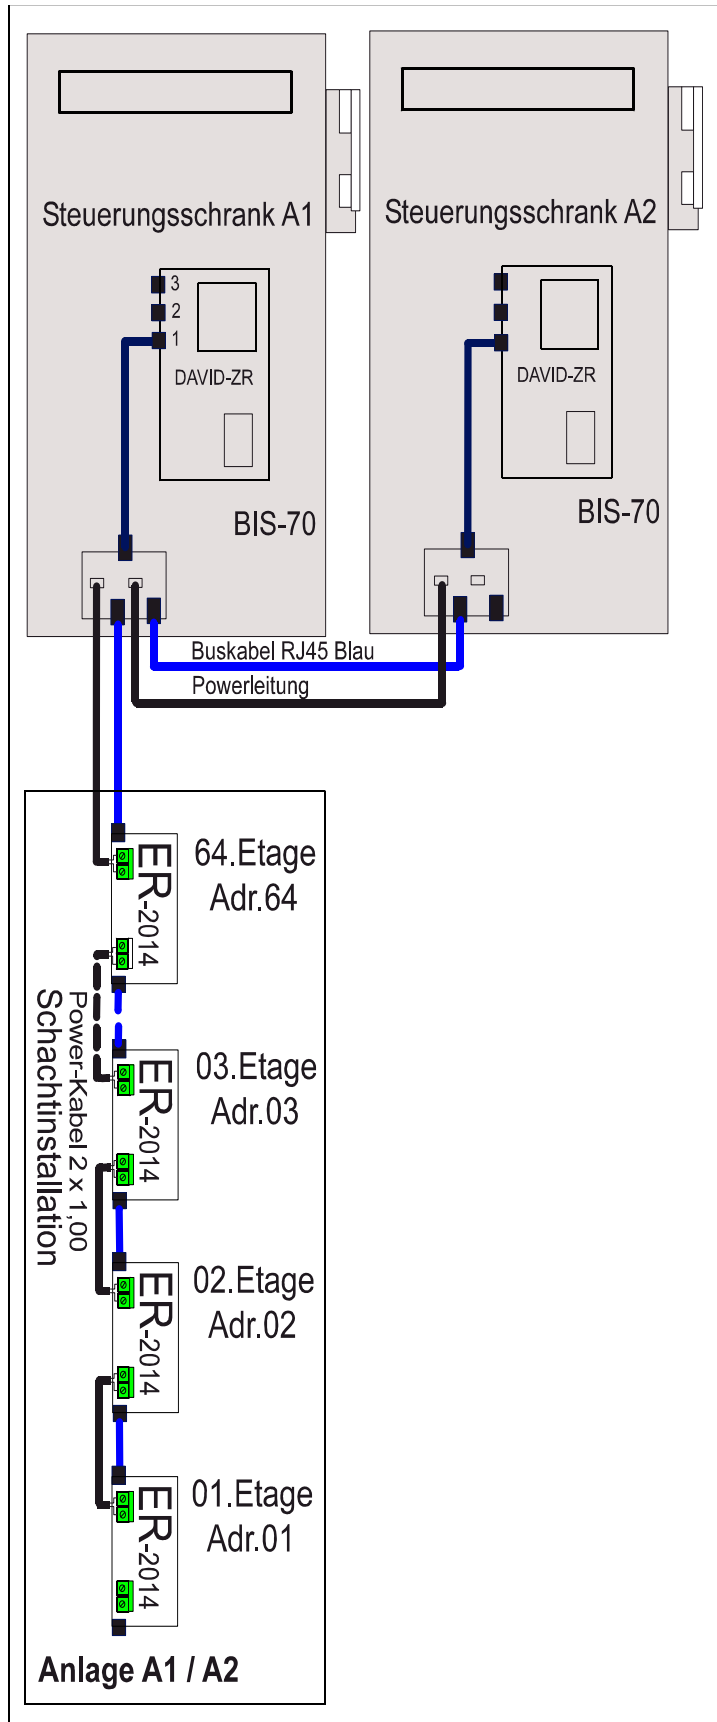 Steuerungsschrank A1
Steuerungsschrank A2
3
2
1
DAVID-ZR
DAVID-ZR
BIS-70
BIS-70
Buskabel RJ45 Blau
Powerleitung
64.Etage
Adr.64
ER-2014
Power-Kabel 2 x 1,00
Schachtinstallation
03.Etage
Adr.03
ER-2014
02.Etage
Adr.02
ER-2014
01.Etage
Adr.01
ER-2014
Anlage A1 / A2